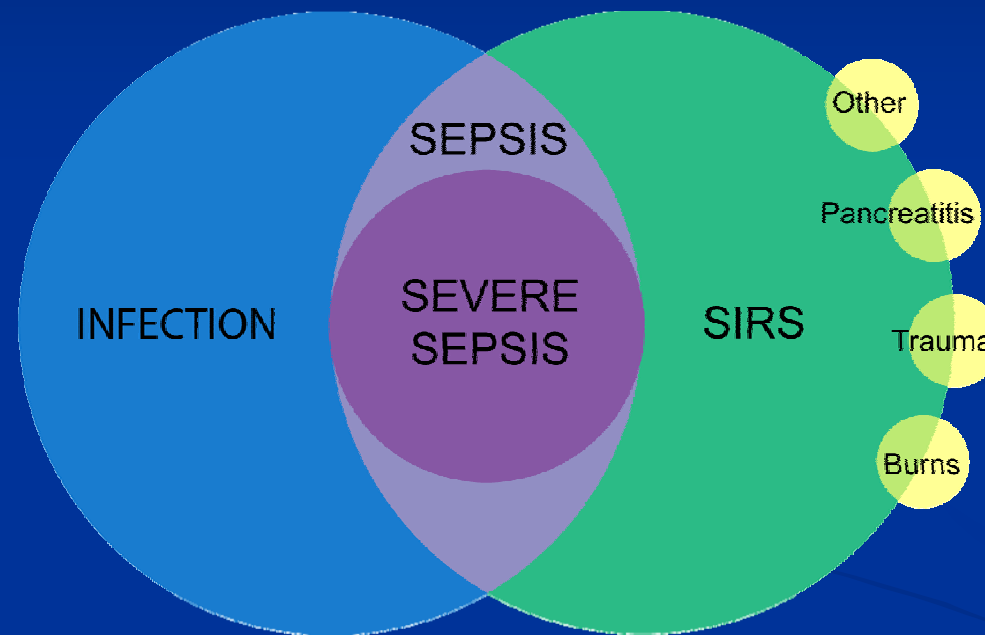 Other
SEPSIS
Pancreatitis
INFECTION
SEVERE
SEPSIS
SIRS
Trauma
Burns